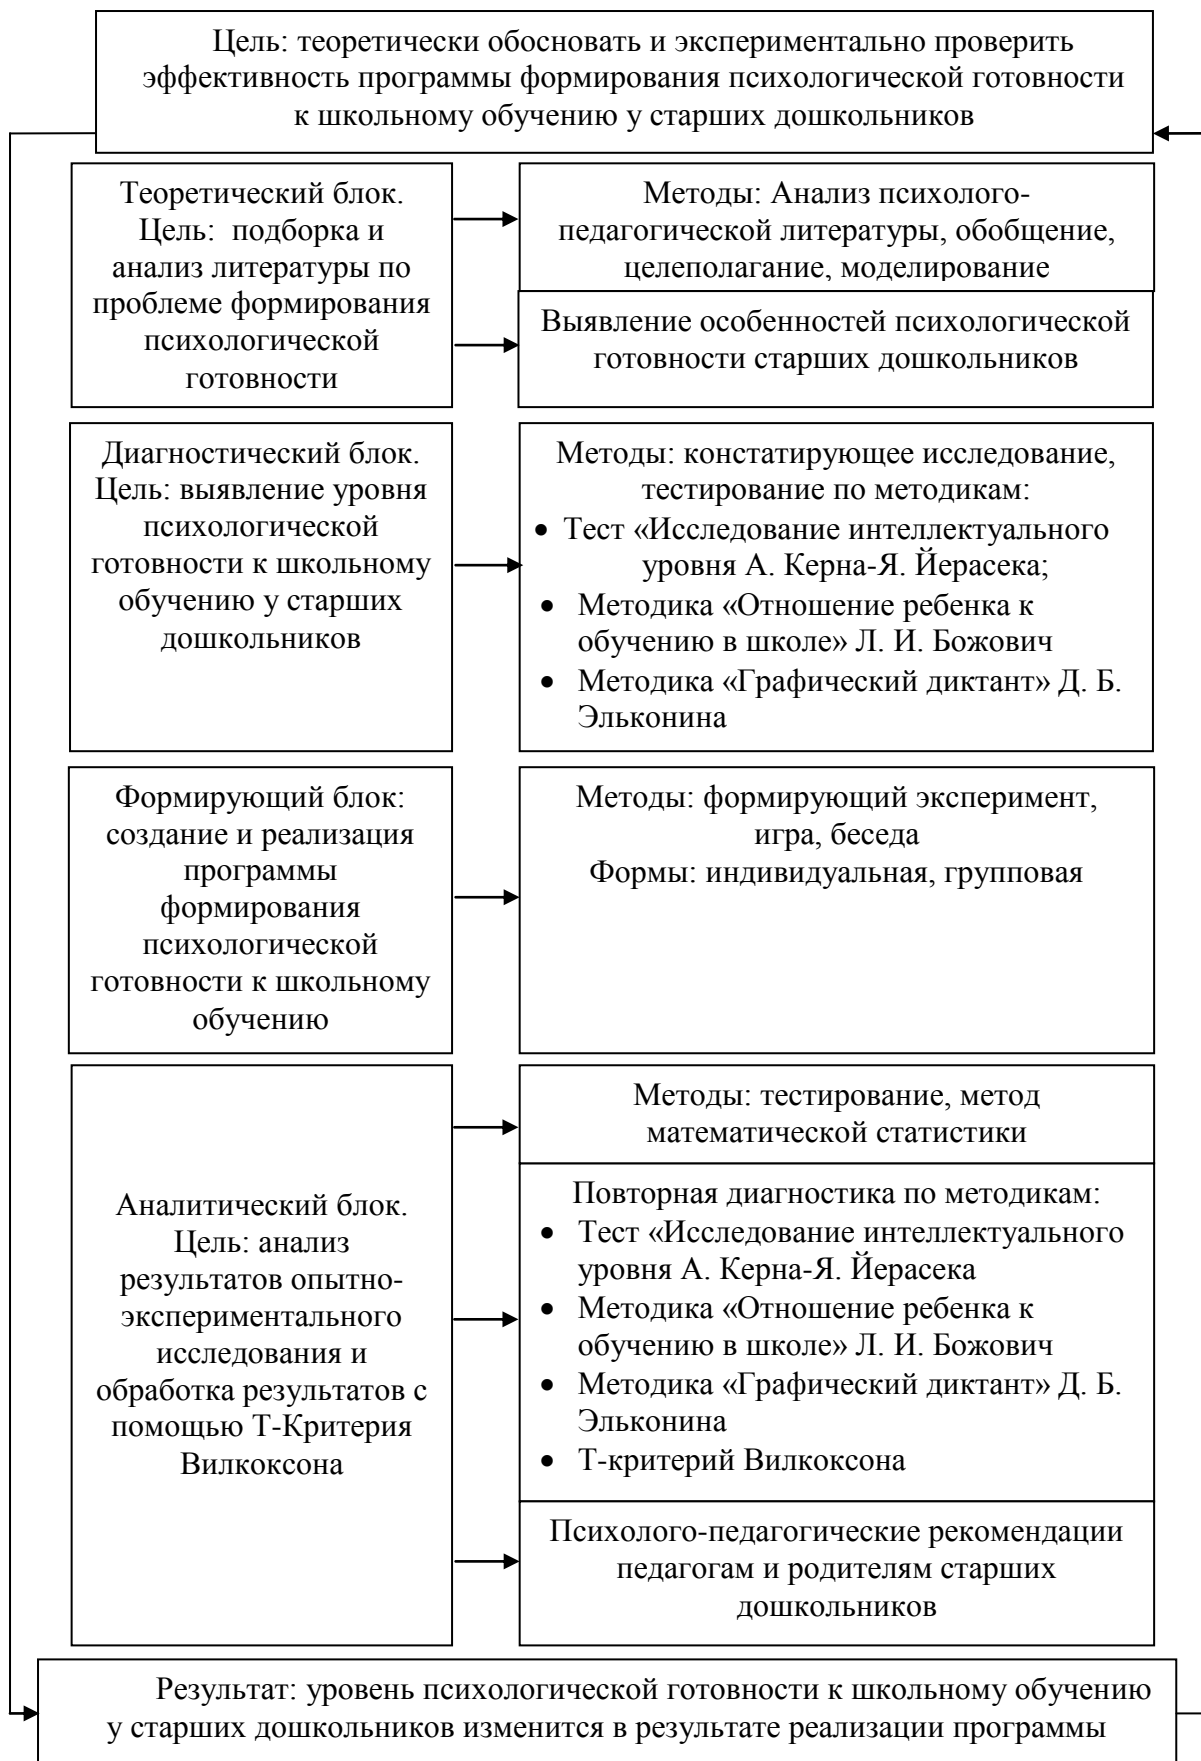 Цель: теоретически обосновать и экспериментально проверить
эффективность программы формирования психологической готовности
к школьному обучению у старших дошкольников
Теоретический блок.
Цель: подборка и
анализ литературы по
проблеме формирования
психологической
готовности
Методы: Анализ психолого-
педагогической литературы, обобщение,
целеполагание, моделирование
Выявление особенностей психологической
готовности старших дошкольников
Диагностический блок.
Цель: выявление уровня
психологической
готовности к школьному
обучению у старших
дошкольников
Методы: констатирующее исследование,
тестирование по методикам:
• Тест «Исследование интеллектуального
уровня А. Керна-Я. Йерасека;
• Методика «Отношение ребенка к
обучению в школе» Л. И. Божович
• Методика «Графический диктант» Д. Б.
Эльконина
Формирующий блок:
создание и реализация
программы
формирования
психологической
готовности к школьному
обучению
Методы: формирующий эксперимент,
игра, беседа
Формы: индивидуальная, групповая
Аналитический блок.
Цель: анализ
результатов опытно-
экспериментального
исследования и
обработка результатов с
помощью Т-Критерия
Вилкоксона
Методы: тестирование, метод
математической статистики
Повторная диагностика по методикам:
• Тест «Исследование интеллектуального
уровня А. Керна-Я. Йерасека
• Методика «Отношение ребенка к
обучению в школе» Л. И. Божович
• Методика «Графический диктант» Д. Б.
Эльконина
• Т-критерий Вилкоксона
Психолого-педагогические рекомендации
педагогам и родителям старших
дошкольников
Результат: уровень психологической готовности к школьному обучению
у старших дошкольников изменится в результате реализации программы